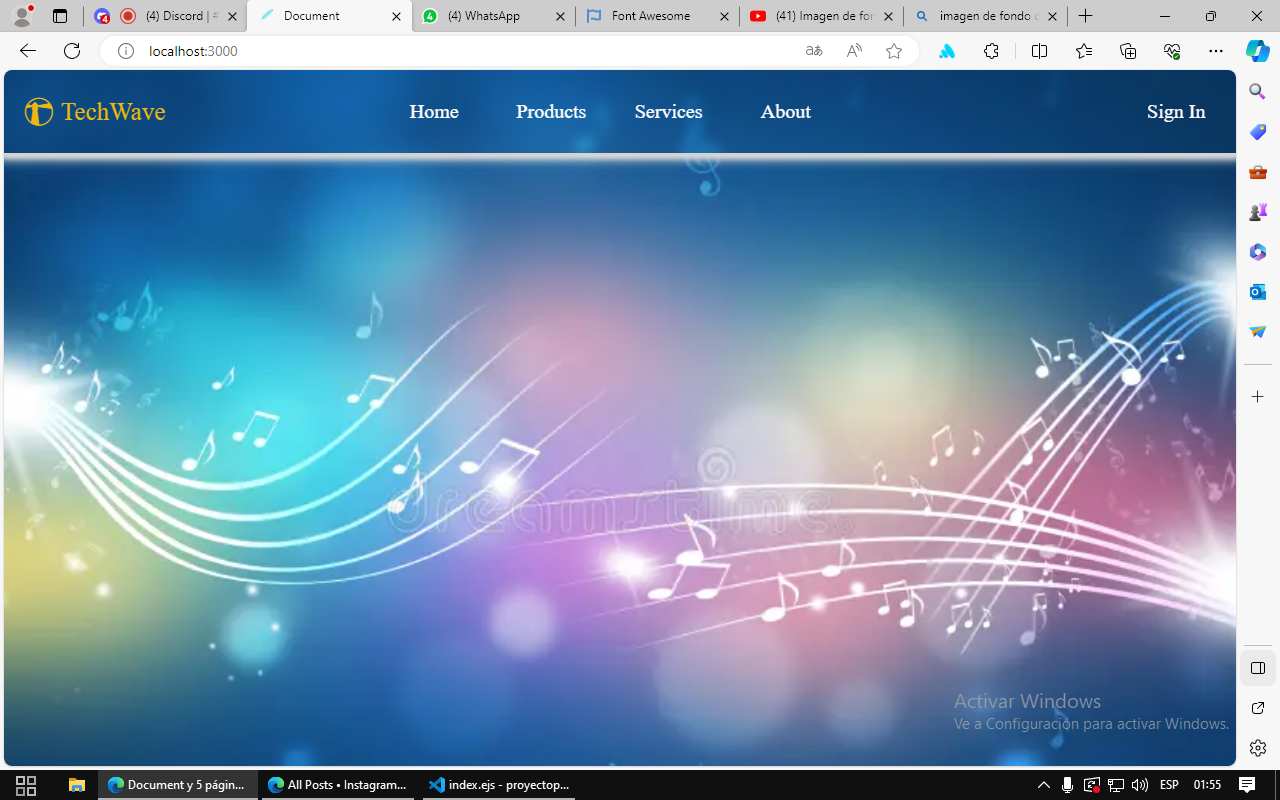 (4) Discord | #
Document
(4) WhatsApp
Font Awesome
(41) Imagen de for
imagen de fondo c
localhost:3000
TechWave
Home
Products
Services
About
Sign In
dreamstime
Activar Windows
Ve a Configuración para activar Windows.
Document y 5 págin...
All Posts • Instagram...
index.ejs - proyectop...
ESP
01:55